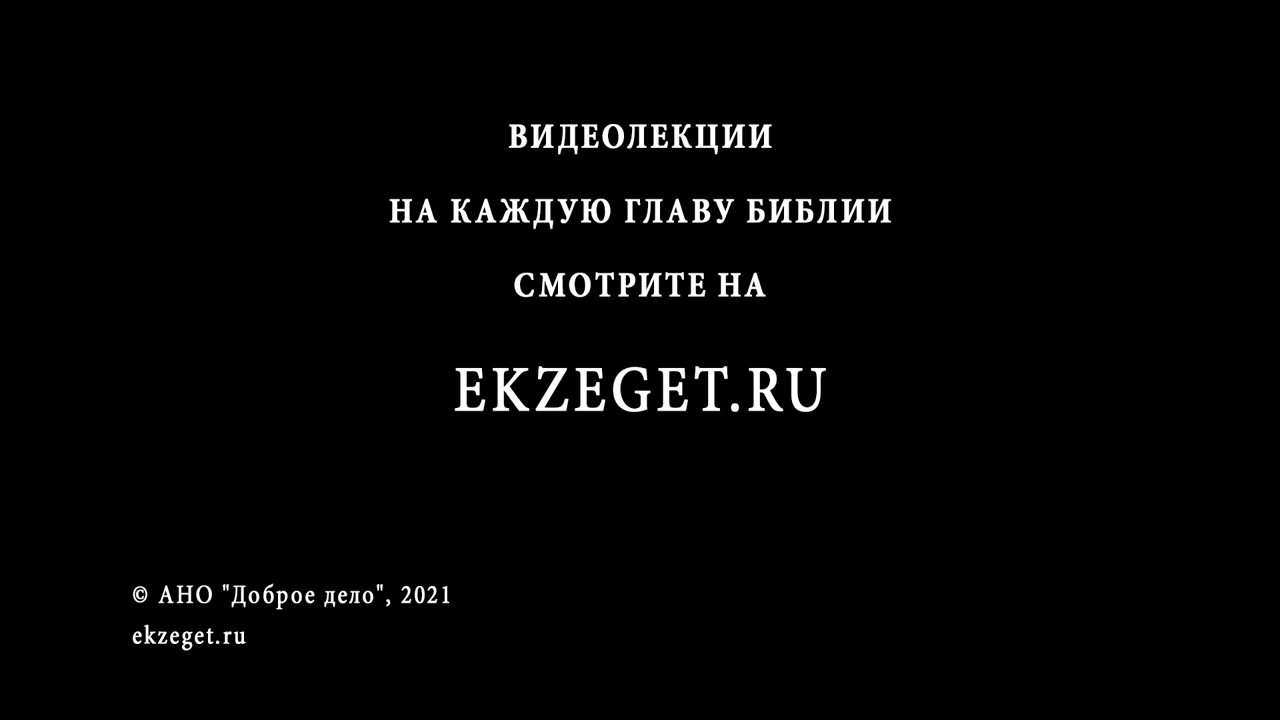 ВИДЕОЛЕКЦИИ
НА КАЖДУЮ ГЛАВУ БИБЛИИ
СМОТРИТЕ НА
EKZEGET.RU
© АНО "Доброе дело", 2021
ekzeget.ru